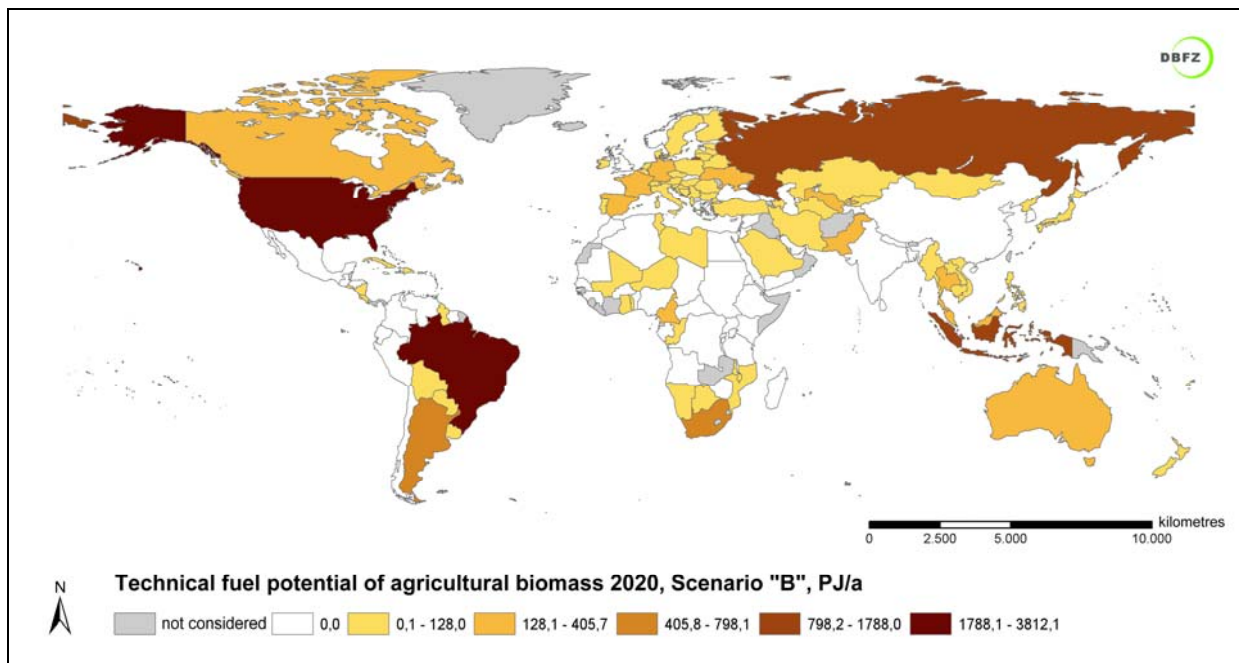 DBFZ
kilometres
0 2.500 5.000 10.000
N
Technical fuel potential of agricultural biomass 2020, Scenario "B", PJ/a
not considered 0,0 0,1 - 128,0 128,1 - 405,7 405,8 - 798,1 798,2 - 1788,0 1788,1 - 3812,1